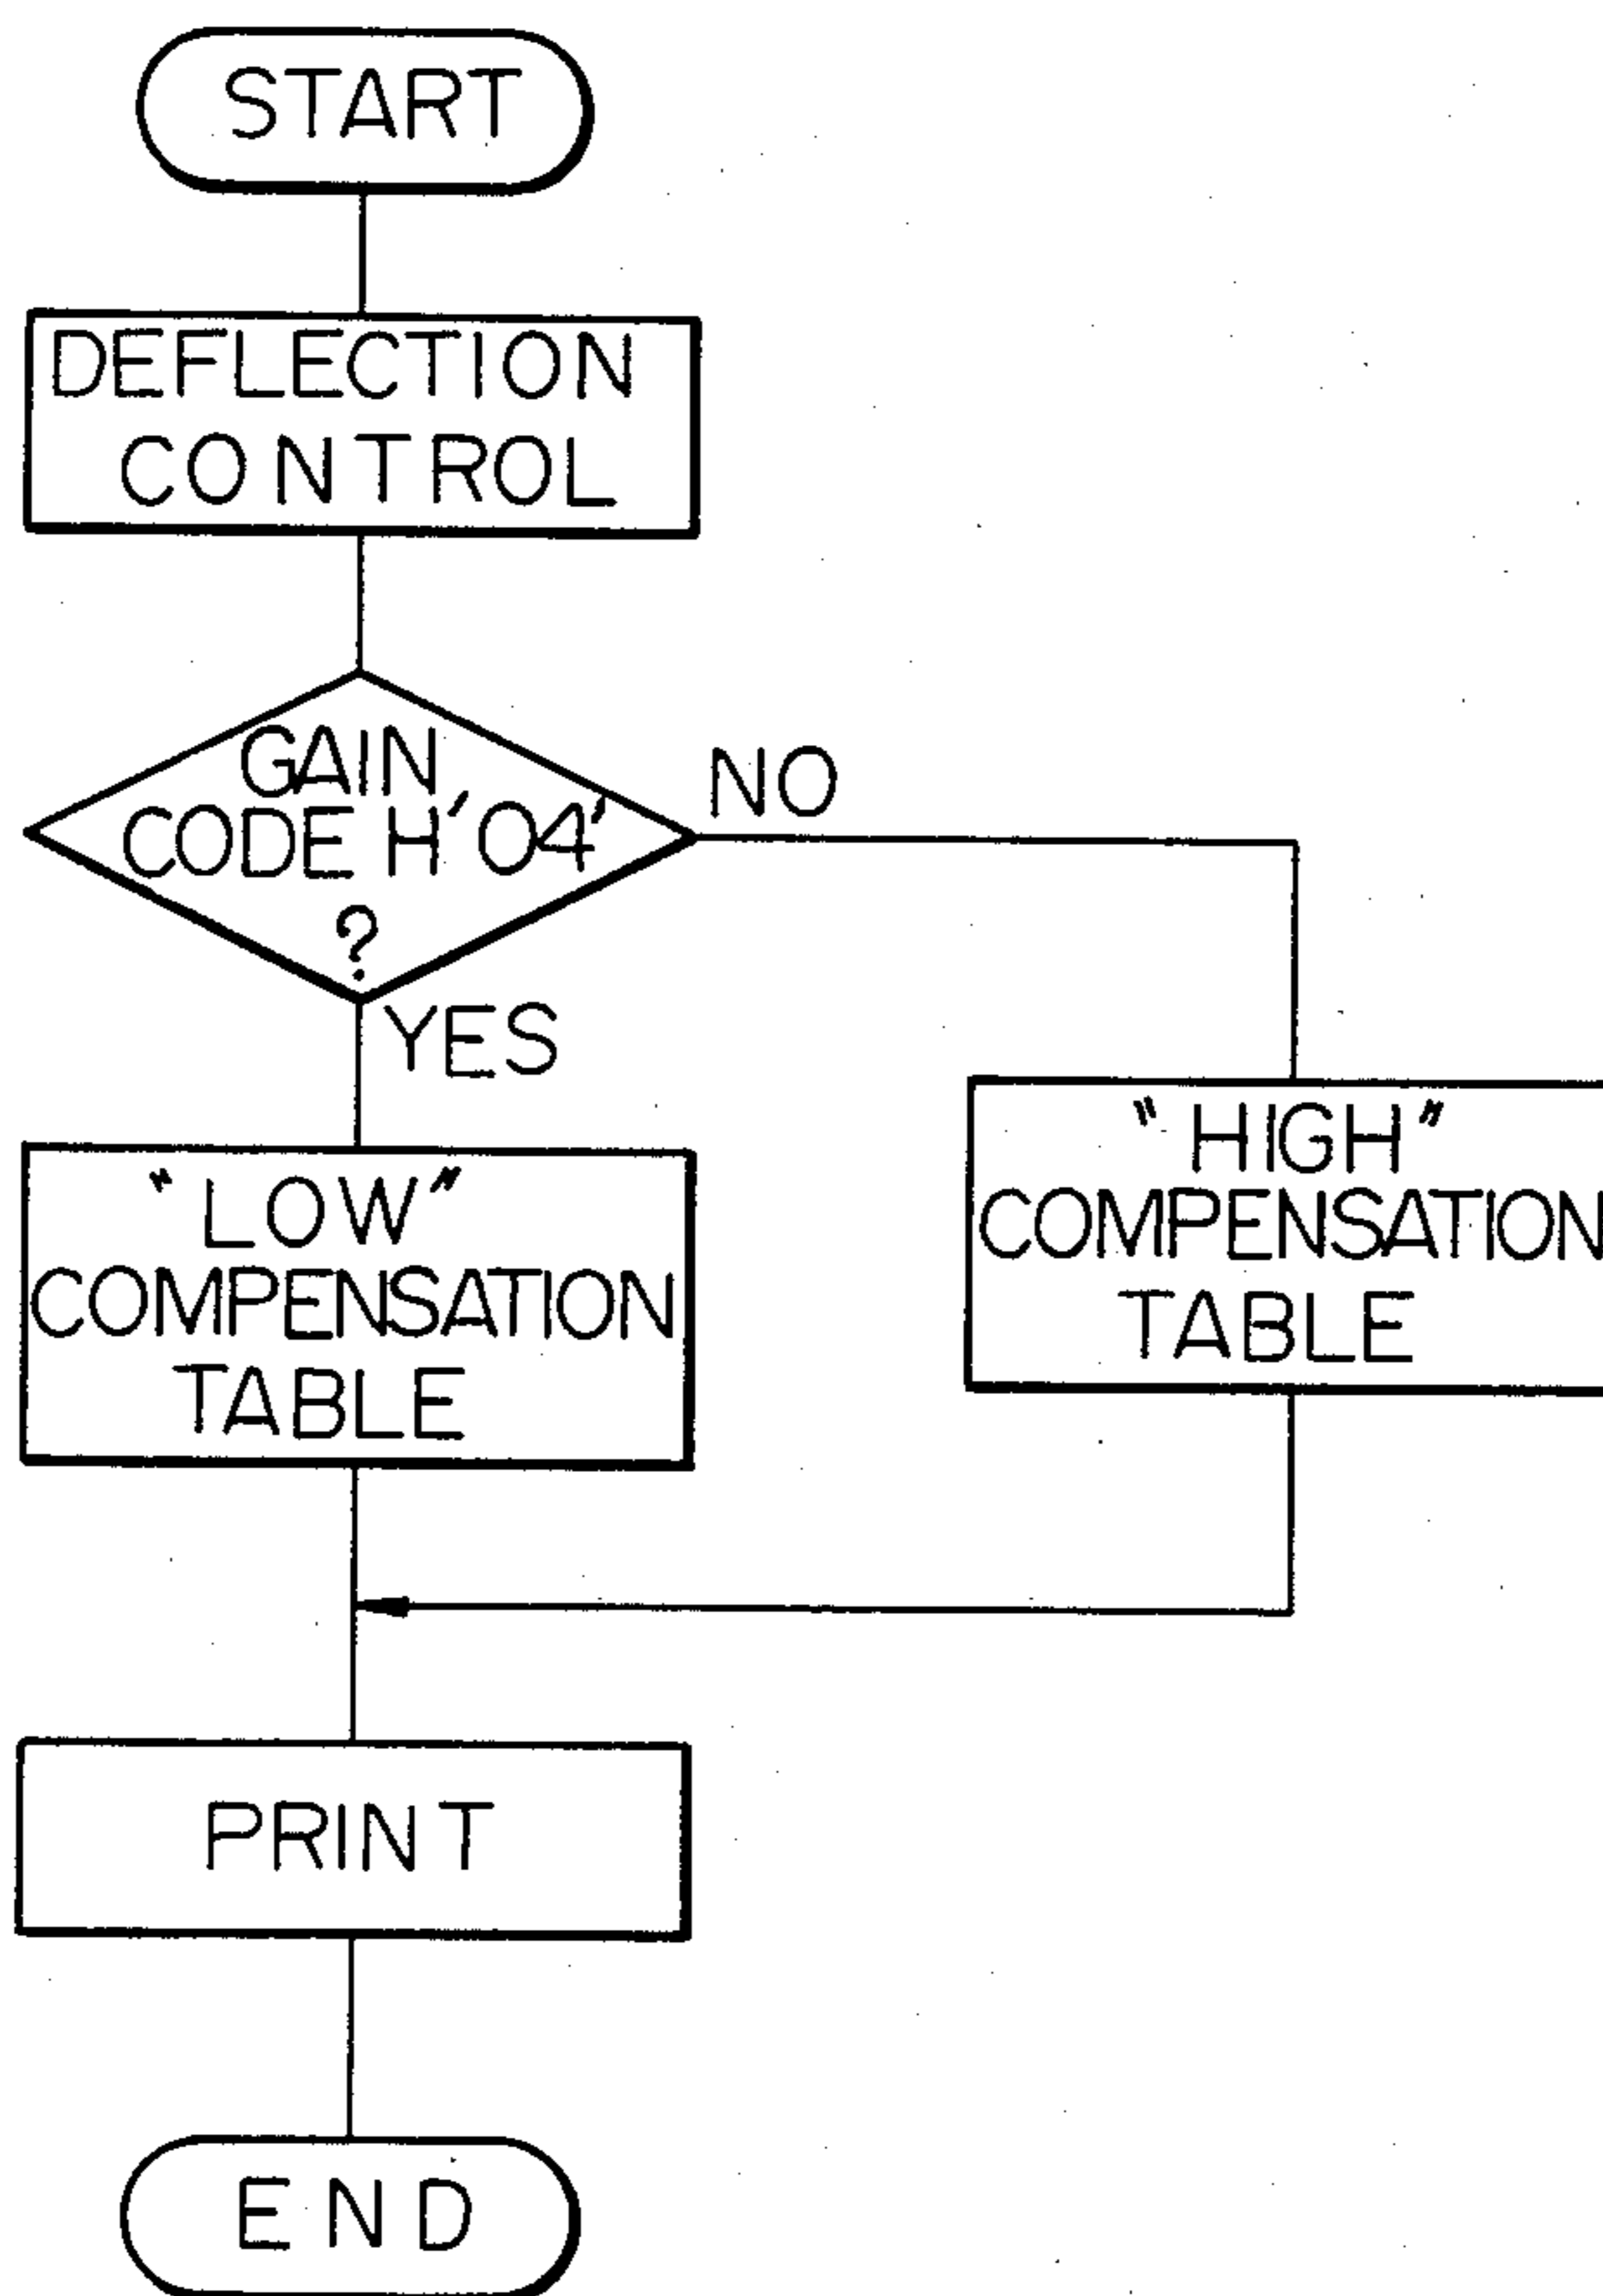 START
DEFLECTION
CONTROL
GAIN
CODE H'04'
?
NO
YES
"LOW"
COMPENSATION
TABLE
"HIGH"
COMPENSATION
TABLE
PRINT
END